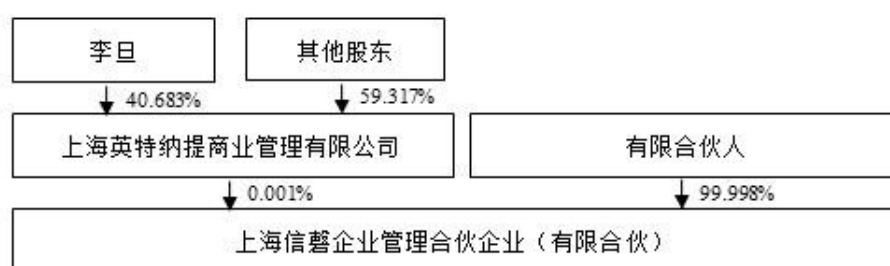 李旦
其他股东
40.683%
59.317%
上海英特纳提商业管理有限公司
有限合伙人
0.001%
99.998%
上海信磬企业管理合伙企业（有限合伙）